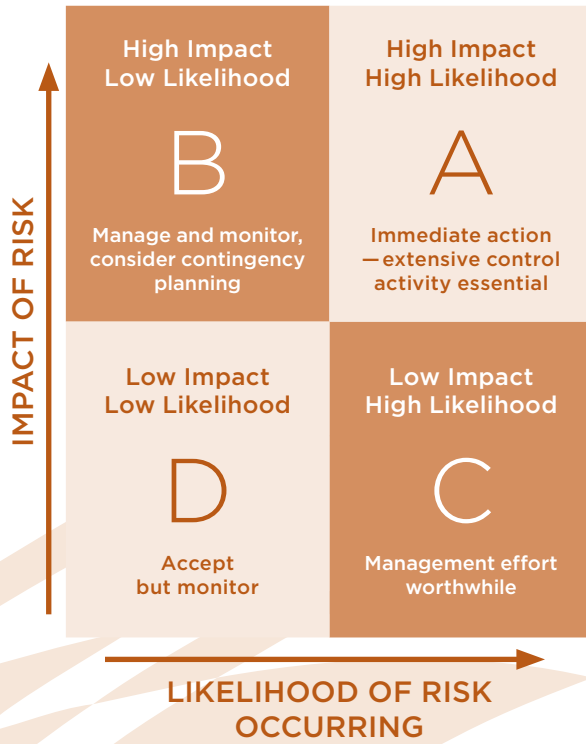 IMPACT OF RISK
High Impact
Low Likelihood
B
Manage and monitor,
consider contingency
planning
High Impact
High Likelihood
A
Immediate action
—extensive control
activity essential
Low Impact
Low Likelihood
D
Accept
but monitor
Low Impact
High Likelihood
C
Management effort
worthwhile
LIKELIHOOD OF RISK
OCCURRING